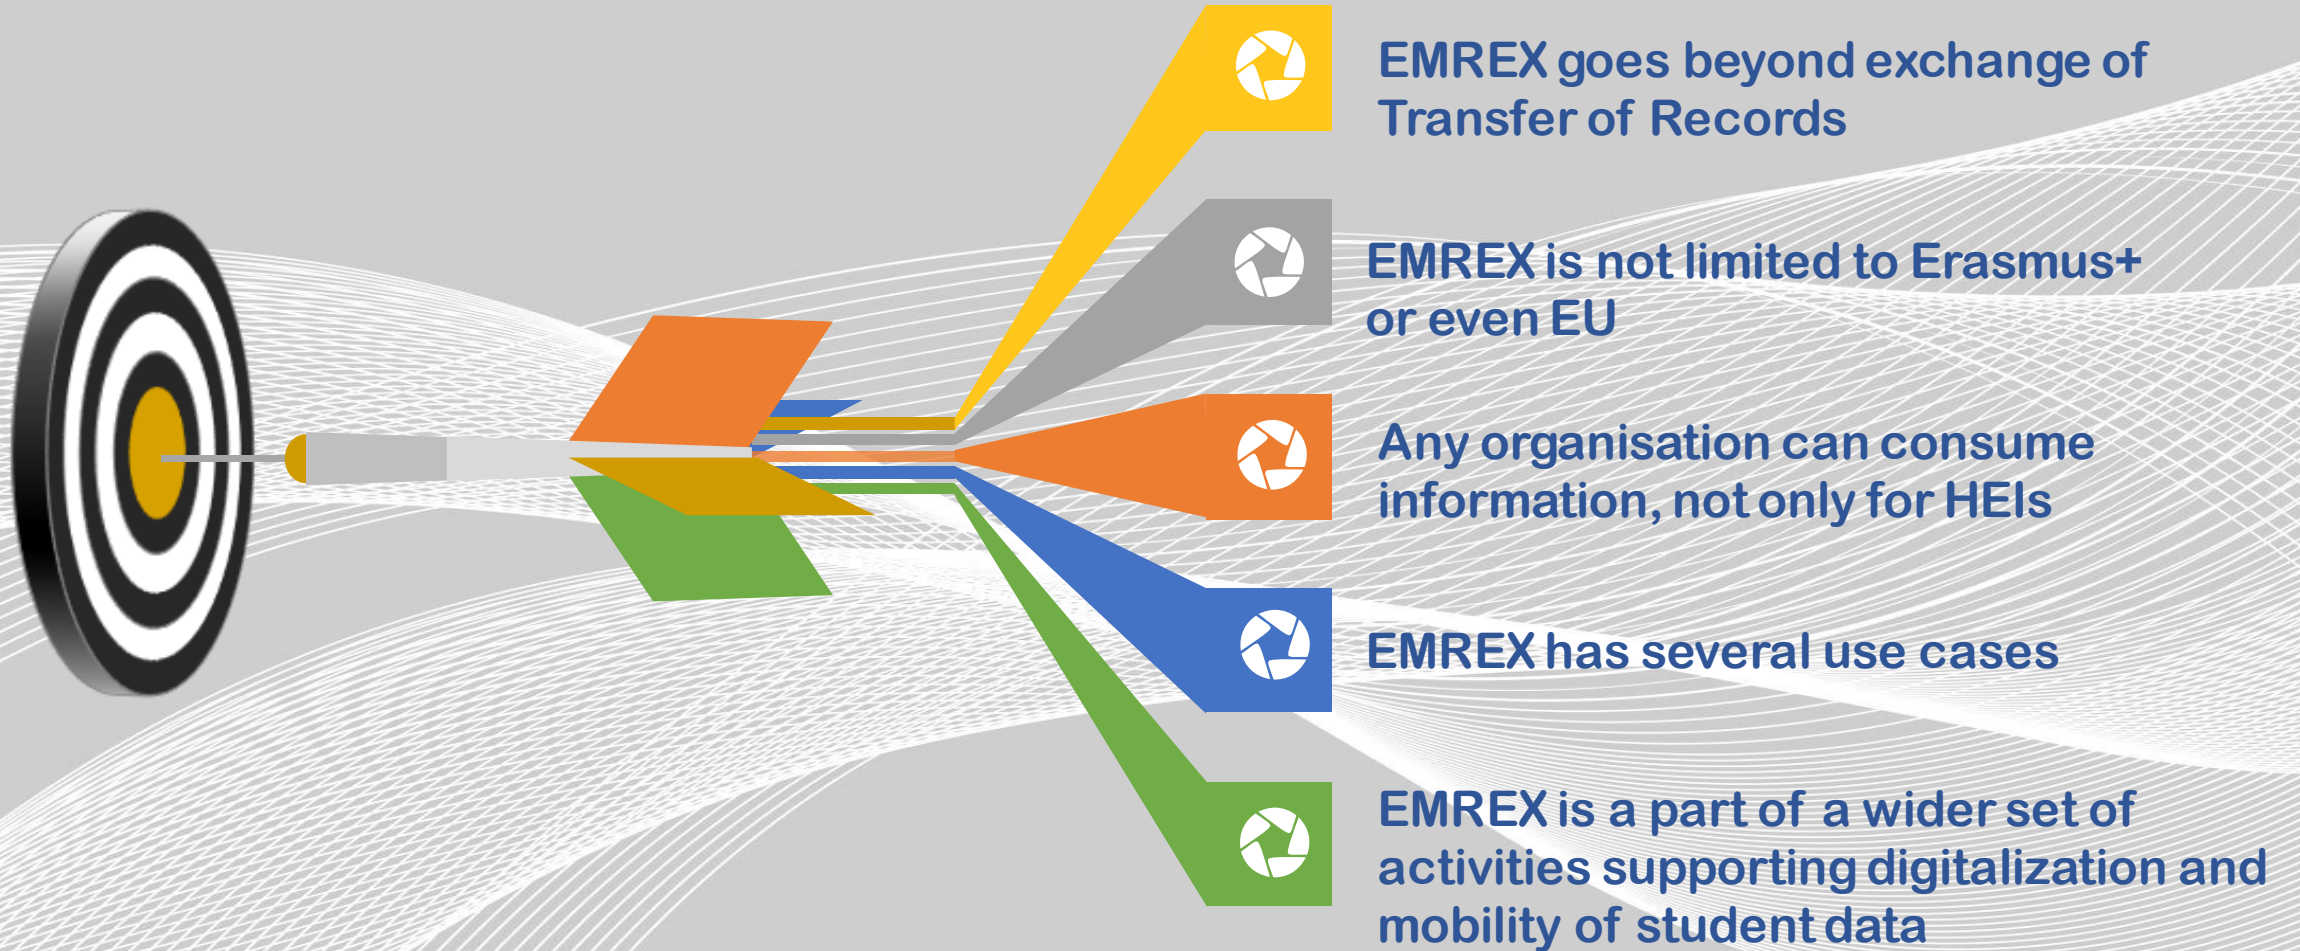 EMREX goes beyond exchange of
Transfer of Records
EMREX is not limited to Erasmus+
or even EU
Any organisation can consume
information, not only for HEIs
EMREX has several use cases
EMREX is a part of a wider set of
activities supporting digitalization and
mobility of student data